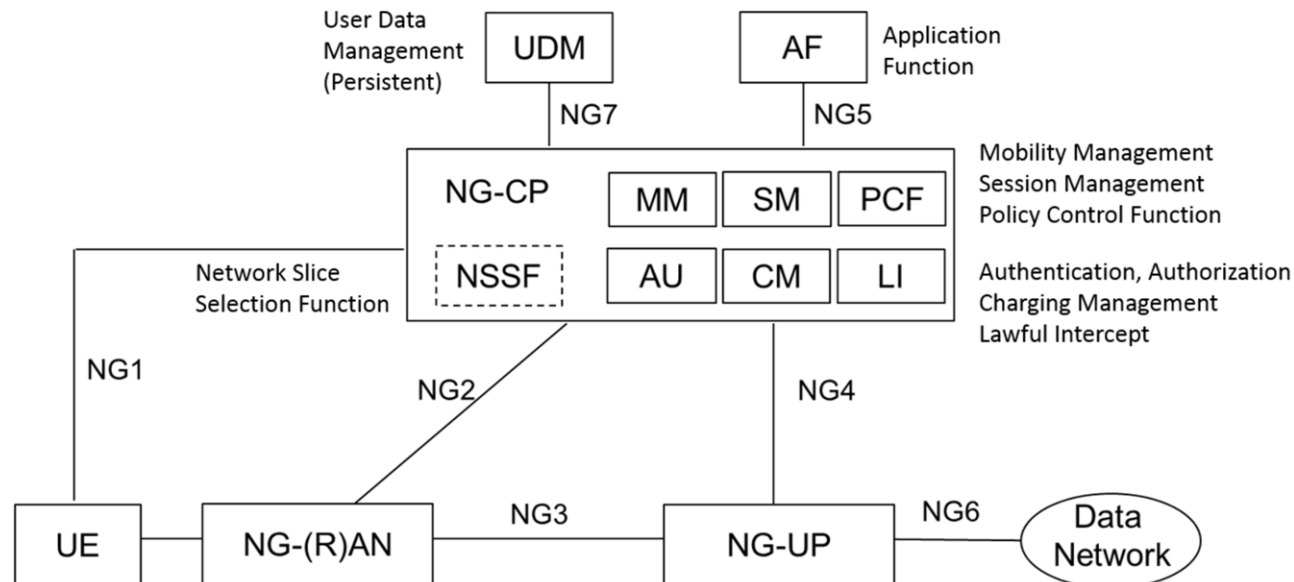 User Data
Management
(Persistent)
UDM
AF
Application
Function
NG7
NG5
NG-CP
MM
SM
PCF
Mobility Management
Session Management
Policy Control Function
Network Slice
Selection Function
NSSF
AU
CM
LI
Authentication, Authorization
Charging Management
Lawful Intercept
NG1
NG2
NG4
UE
NG-(R)AN
NG3
NG-UP
NG6
Data
Network